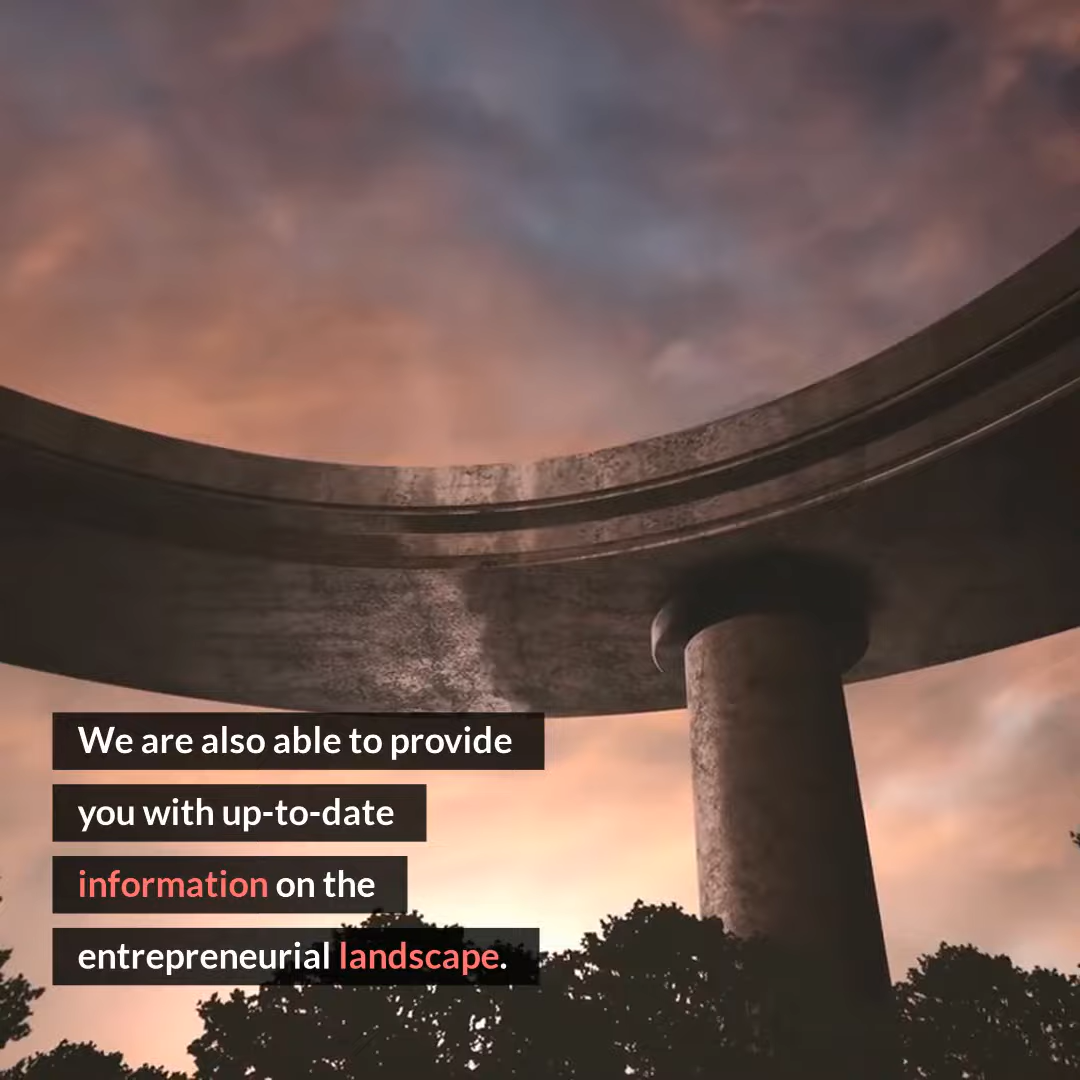 We are also able to provide
you with up-to-date
information on the
entrepreneurial landscape.